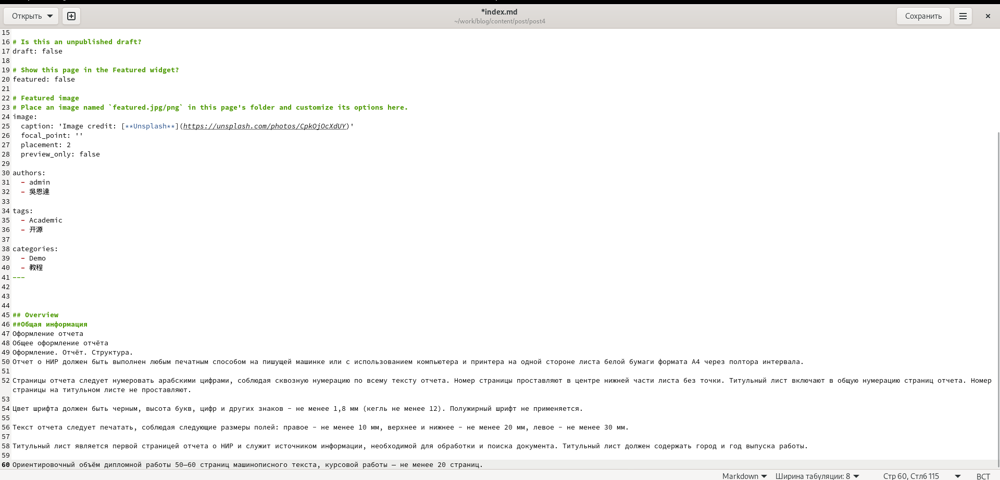 Открыть
*index.md
~/work/blog/content/post/post4
Сохранить
15
16 # Is this an unpublished draft?
17 draft: false
18
19 # Show this page in the Featured widget?
20 featured: false
21
22 # Featured image
23 # Place an image named `featured.jpg/png` in this page's folder and customize its options here.
24 image:
25   caption: 'Image credit: [**Unsplash**](https://unsplash.com/photos/CpkOjOcXdUY)'
26   focal_point: ''
27   placement: 2
28   preview_only: false
29
30 authors:
31   - admin
32   - 吳恩達
33
34 tags:
35   - Academic
36   - 开源
37
38 categories:
39   - Demo
40   - 教程
41 ---
42
43
44
45 ## Overview
46 ##Общая информация
47 Оформление отчета
48 Общее оформление отчёта
49 Оформление. Отчёт. Структура.
50 Отчет о НИР должен быть выполнен любым печатным способом на пишущей машинке или с использованием компьютера и принтера на одной стороне листа белой бумаги формата А4 через полтора интервала.
51
52 Страницы отчета следует нумеровать арабскими цифрами, соблюдая сквозную нумерацию по всему тексту отчета. Номер страницы проставляют в центре нижней части листа без точки. Титульный лист включают в общую нумерацию страниц отчета. Номер
страницы на титульном листе не проставляют.
53
54 Цвет шрифта должен быть черным, высота букв, цифр и других знаков - не менее 1,8 мм (кегль не менее 12). Полужирный шрифт не применяется.
55
56 Текст отчета следует печатать, соблюдая следующие размеры полей: правое - не менее 10 мм, верхнее и нижнее - не менее 20 мм, левое - не менее 30 мм.
57
58 Титульный лист является первой страницей отчета о НИР и служит источником информации, необходимой для обработки и поиска документа. Титульный лист должен содержать город и год выпуска работы.
59
60 Ориентировочный объём дипломной работы 50—60 страниц машинописного текста, курсовой работы — не менее 20 страниц.
Markdown
Ширина табуляции: 8
Стр 60, Стлб 115
ВСТ